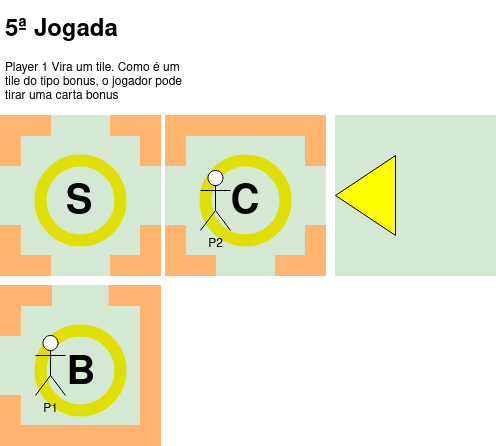 5ª Jogada
Player 1 Vira um tile. Como é um
tile do tipo bonus, o jogador pode
tirar uma carta bonus
S
C
P2
B
P1